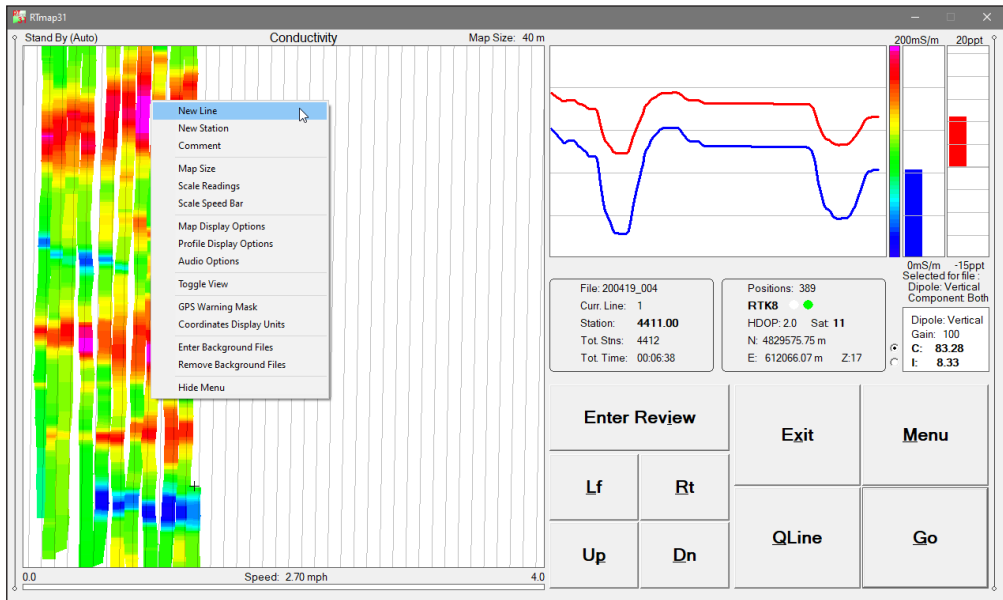 RTmap31
Stand By (Auto)
Conductivity
Map Size: 40 m
New Line
New Station
Comment
Map Size
Scale Readings
Scale Speed Bar
Map Display Options
Profile Display Options
Audio Options
Toggle View
GPS Warning Mask
Coordinates Display Units
Enter Background Files
Remove Background Files
Hide Menu
0.0
Speed: 2.70 mph
4.0
200mS/m
20ppt
0mS/m
-15ppt
Selected for file :
Dipole: Vertical
Component: Both
File: 200419_004
Curr. Line: 1
Station: 4411.00
Tot. Stns: 4412
Tot. Time: 00:06:38
Positions: 389
RTK8
HDOP: 2.0 Sat: 11
N: 4829575.75 m
E: 612066.07 m Z:17
Dipole: Vertical
Gain: 100
C: 83.28
I: 8.33
Enter Review
Exit
Menu
Lf
Rt
QLine
Go
Up
Dn